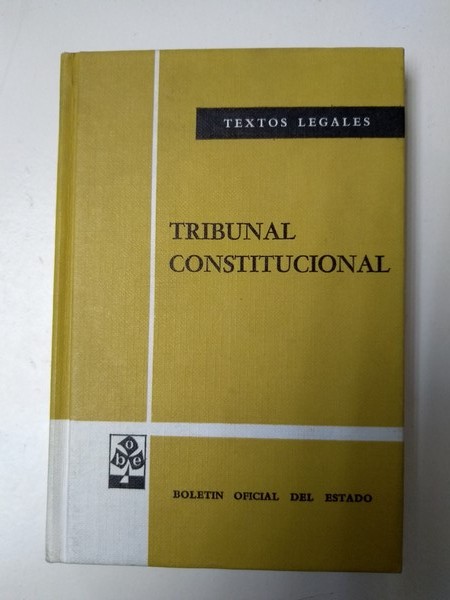 TEXTOS LEGALES
TRIBUNAL
CONSTITUCIONAL
o
b e
BOLETIN OFICIAL DEL ESTADO